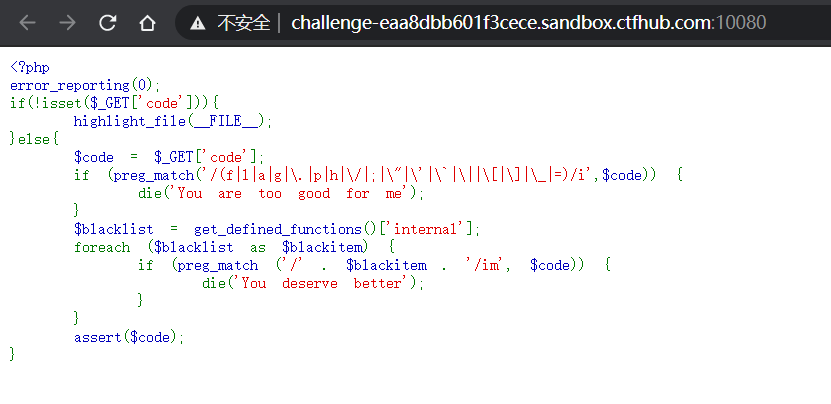 不安全 | challenge-eaa8dbb601f3cece.sandbox.ctfhub.com:10080
<?php
error_reporting(0);
if(!isset($_GET['code'])){
        highlight_file(__FILE__);
}else{
        $code = $_GET['code'];
        if (preg_match('/(f|l|a|g|\.|p|h|\/|;|\"|\'|\`|\||\[|\]|\_|=)/i',$code)) {
                die('You are too good for me');
        }
        $blacklist = get_defined_functions()['internal'];
        foreach ($blacklist as $blackitem) {
                if (preg_match ('/' . $blackitem . '/im', $code)) {
                        die('You deserve better');
                }
        }
        assert($code);
}